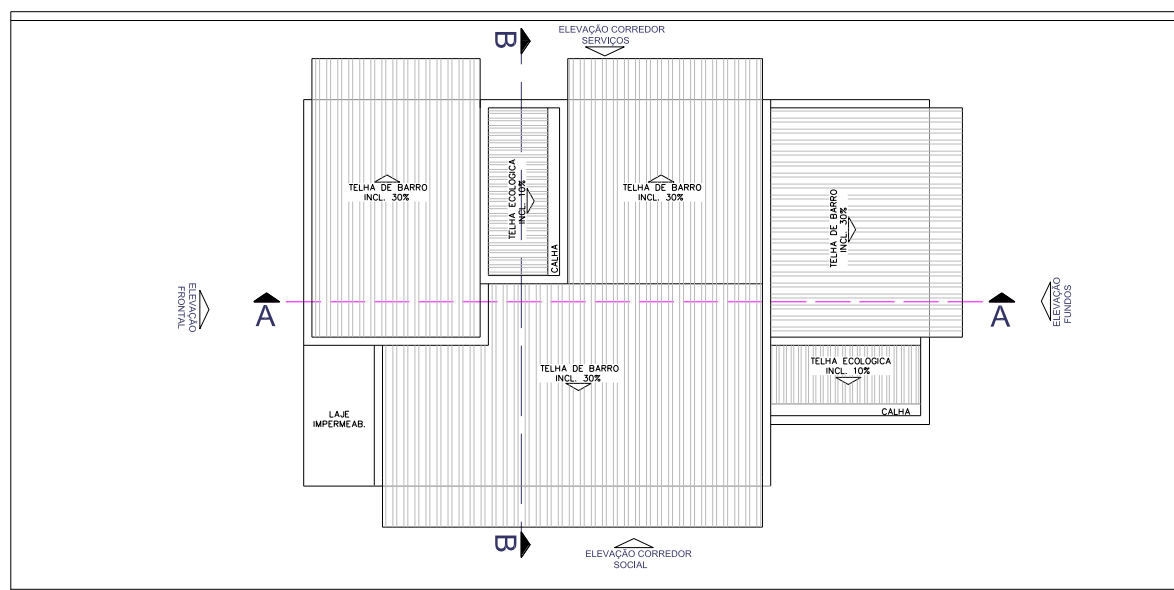 ELEVAÇÃO CORREDOR
SERVIÇOS
B
TELHA DE BARRO
INCL. 30%
TELHA ECOLOGICA
INCL. 10%
CALHA
TELHA DE BARRO
INCL. 30%
TELHA DE BARRO
INCL. 30%
ELEVAÇÃO
FRONTAL
A
A
ELEVAÇÃO
FUNDOS
TELHA DE BARRO
INCL. 30%
TELHA ECOLOGICA
INCL. 10%
CALHA
LAJE
IMPERMEAB.
B
ELEVAÇÃO CORREDOR
SOCIAL